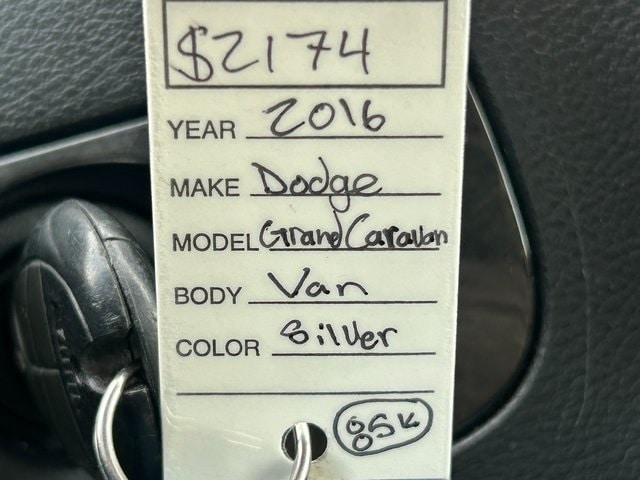 $2174
YEAR 2016
MAKE Dodge
MODEL Grand Caravan
BODY Van
COLOR Silver
85K